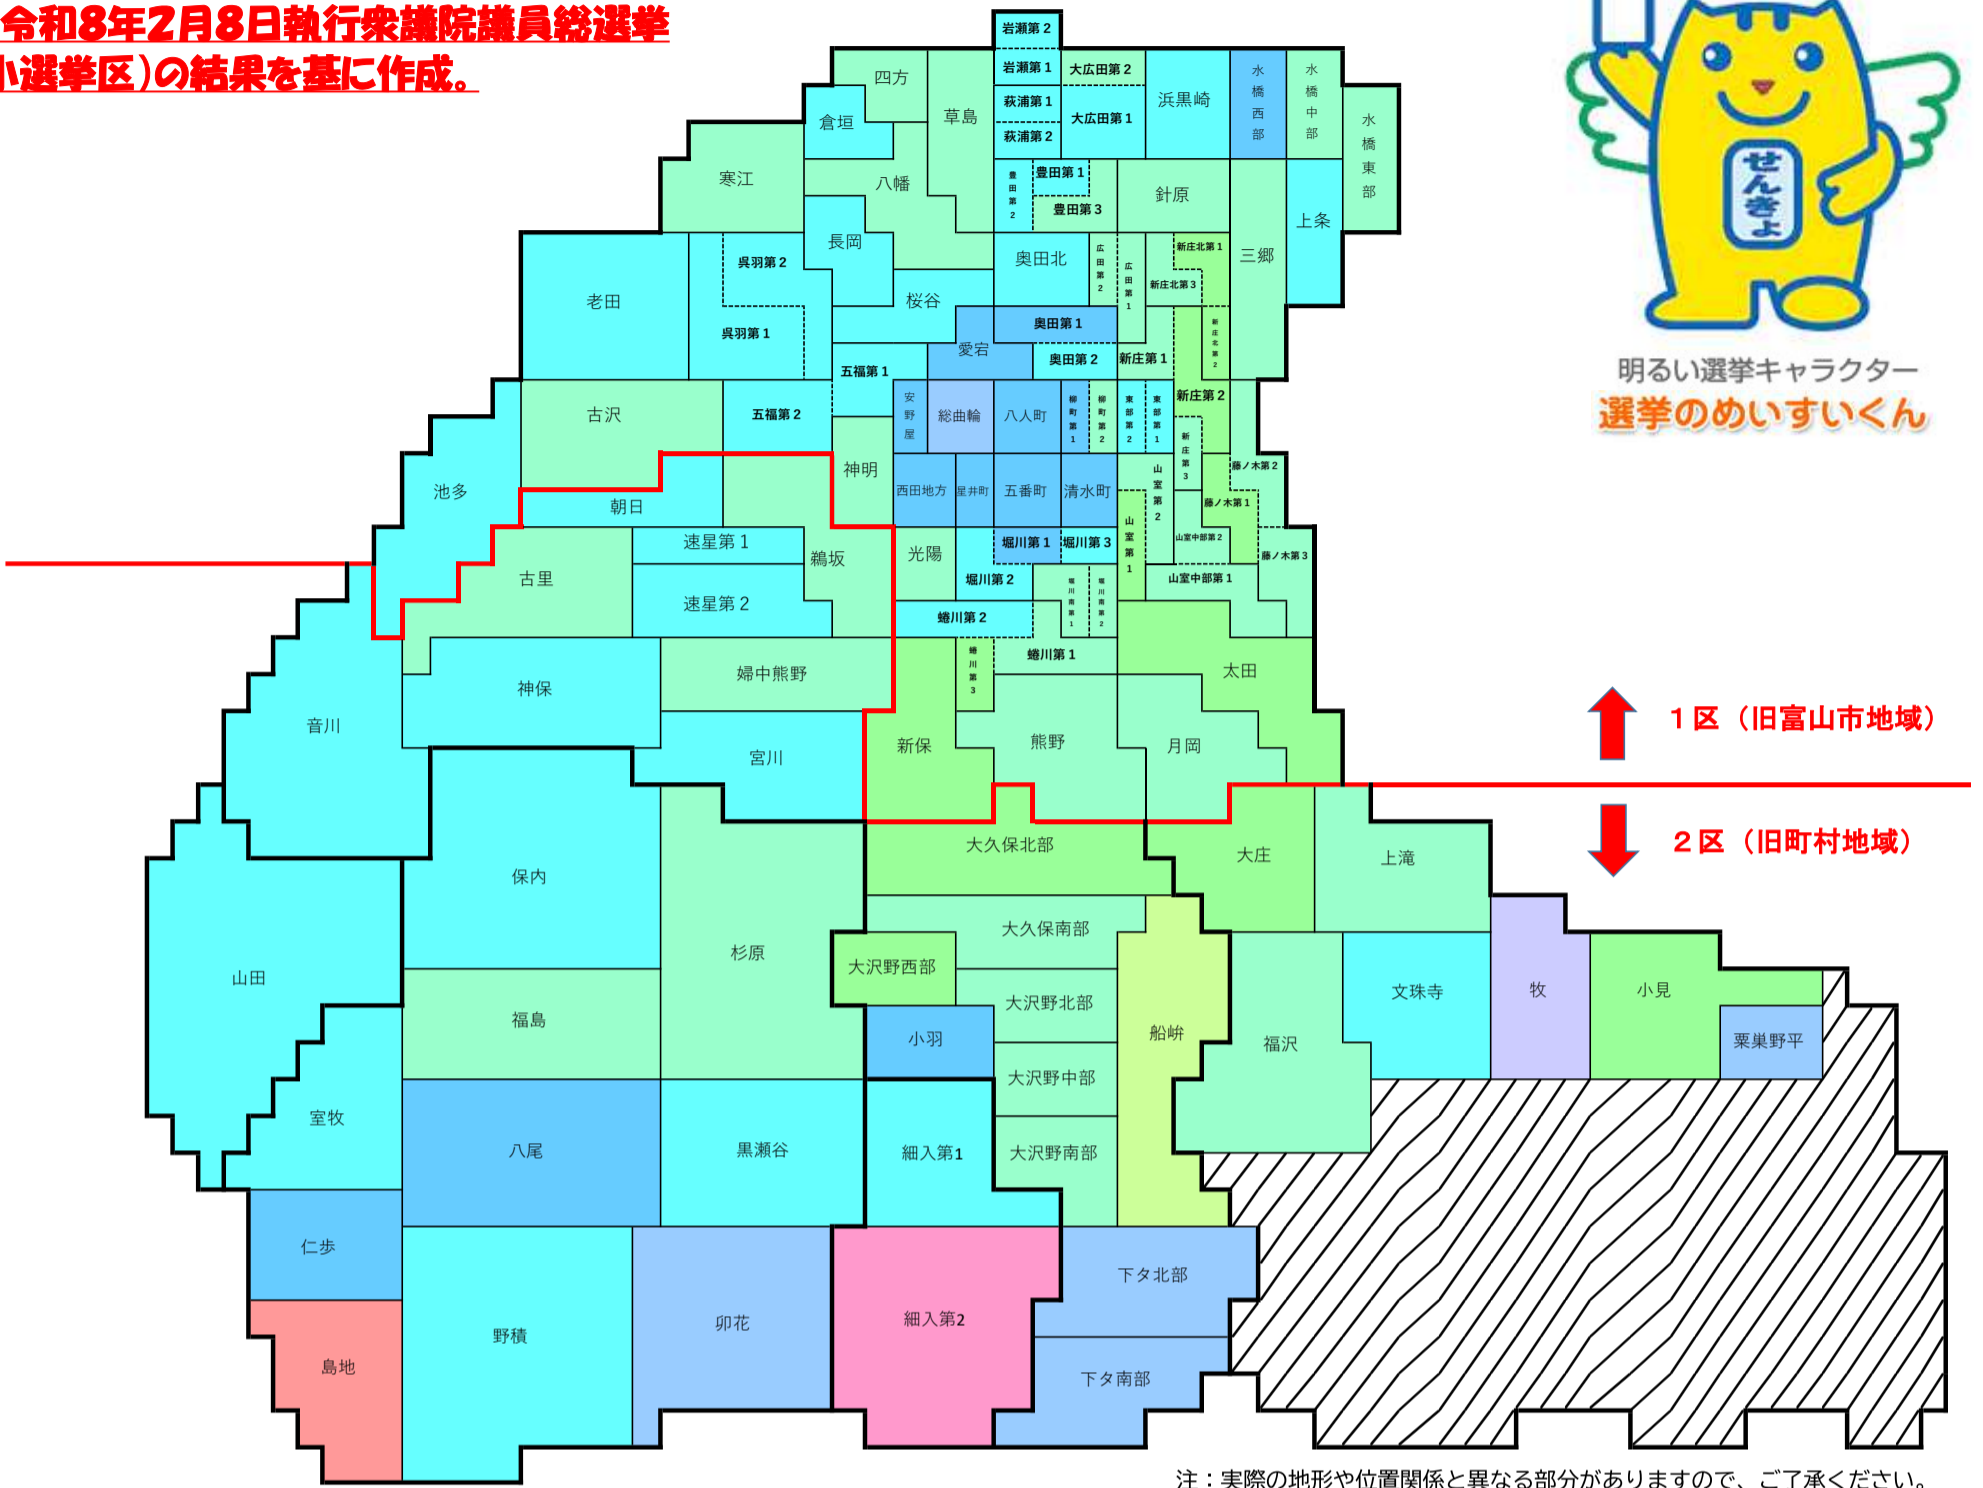 令和8年2月8日執行衆議院議員総選挙
小選挙区)の結果を基に作成。
岩瀬第2
岩瀬第1
大広田第2
四方
草島
萩浦第1
萩浦第2
大広田第1
浜黒崎
水橋西部
水橋中部
水橋東部
倉垣
寒江
八幡
豊田第2
豊田第1
豊田第3
針原
上条
三郷
長岡
奥田北
広田第2
広田第1
新庄北第1
新庄北第3
新庄北第2
老田
呉羽第2
呉羽第1
桜谷
愛宕
奥田第1
奥田第2
新庄第1
五福第1
古沢
五福第2
安野屋
総曲輪
八人町
柳町第1
柳町第2
東部第2
東部第1
新庄第2
新庄第3
神明
池多
朝日
西田地方
星井町
五番町
清水町
山室第2
藤ノ木第2
藤ノ木第1
藤ノ木第3
山室第1
山室中部第2
山室中部第1
速星第1
速星第2
鵜坂
光陽
堀川第1
堀川第3
堀川第2
堀川南第1
堀川南第2
古里
蜷川第2
蜷川第3
蜷川第1
太田
神保
婦中熊野
音川
宮川
新保
熊野
月岡
せんきょ
明るい選挙キャラクター
選挙のめいすいくん
1区（旧富山市地域）
2区（旧町村地域）
大久保北部
大庄
上滝
保内
杉原
大久保南部
大沢野西部
大沢野北部
山田
福島
小羽
船峅
福沢
文珠寺
牧
小見
粟巣野平
大沢野中部
室牧
八尾
黒瀬谷
細入第1
大沢野南部
仁歩
野積
卯花
細入第2
下タ北部
島地
下タ南部
注：実際の地形や位置関係と異なる部分がありますので、ご了承ください。